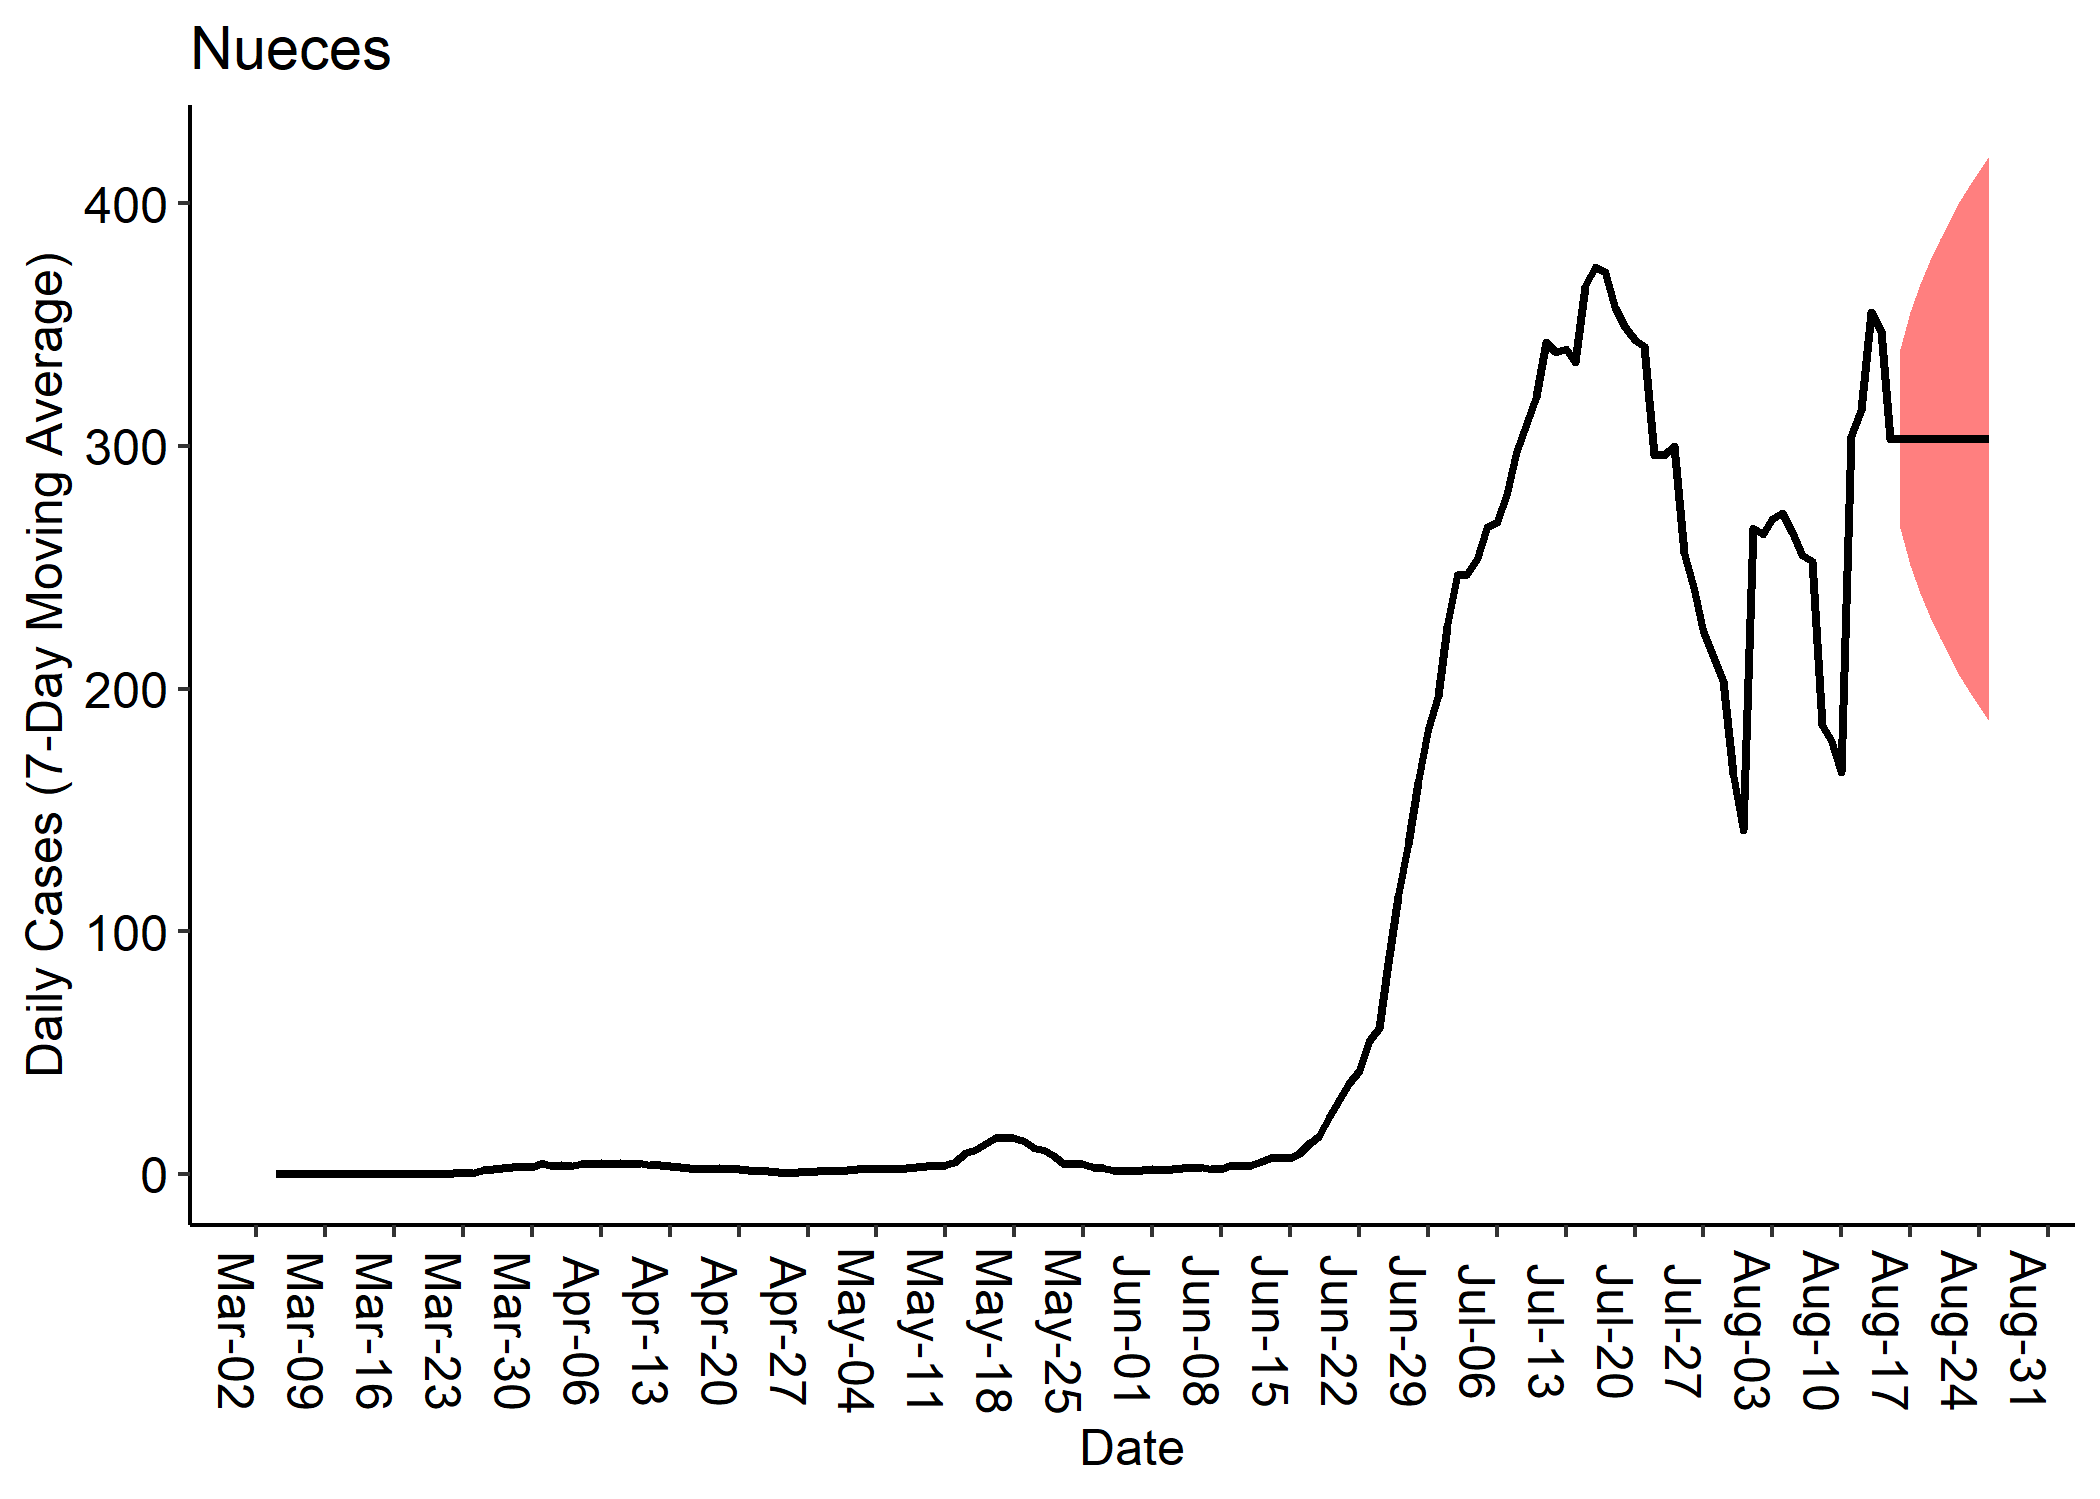 Nueces
Daily Cases (7-Day Moving Average)
400
300
200
100
0
Mar-02
Mar-09
Mar-16
Mar-23
Mar-30
Apr-06
Apr-13
Apr-20
Apr-27
May-04
May-11
May-18
May-25
Jun-01
Jun-08
Jun-15
Jun-22
Jun-29
Jul-06
Jul-13
Jul-20
Jul-27
Aug-03
Aug-10
Aug-17
Aug-24
Aug-31
Date